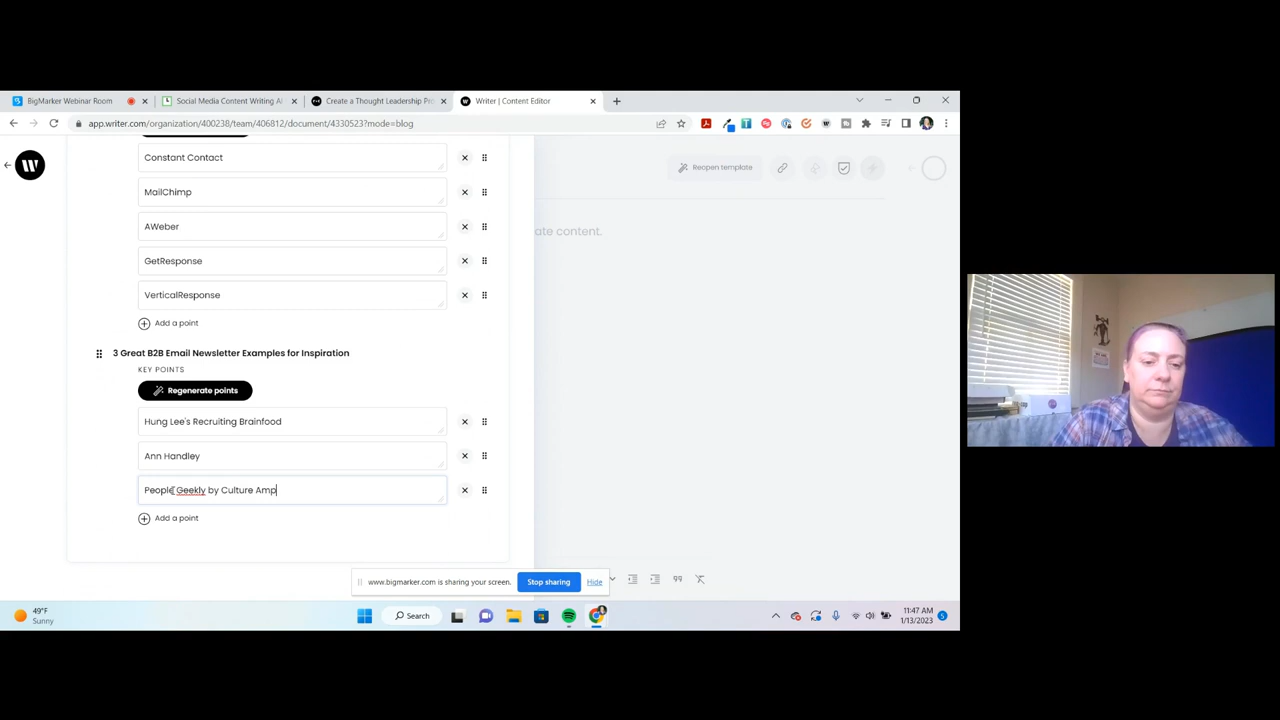 BigMarker Webinar Room
Social Media Content Writing A
Create a Thought Leadership Pro
Writer | Content Editor
app.writer.com/organization/400238/team/406812/document/4330523?mode=blog
W
Reopen template
Constant Contact
MailChimp
ate content.
AWeber
GetResponse
VerticalResponse
Add a point
3 Great B2B Email Newsletter Examples for Inspiration
KEY POINTS
Regenerate points
Hung Lee's Recruiting Brainfood
Ann Handley
People Geekly by Culture Amp
Add a point
www.bigmarker.com is sharing your screen.
Stop sharing
Hide
49°F
Sunny
Search
11:47 AM
1/13/2023
5